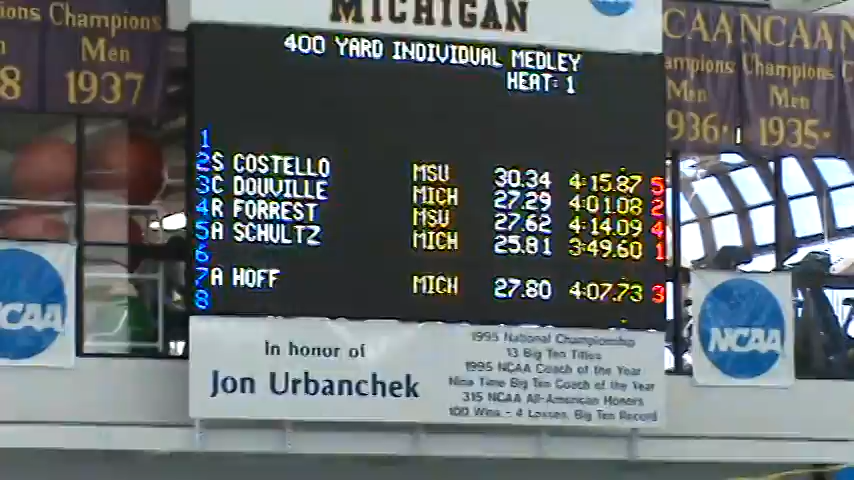 MICHIGAN
Champions
Men
1937
8
NCAA NCAA
Champions Champions
Men Men
1936 1935
400 YARD INDIVIDUAL MEDLEY
HEAT: 1
1
2 S COSTELLO MSU 30.34 4:15.87 5
3 C DOUVILLE MICH 27.29 4:01.08 2
4 R FORREST MSU 27.62 4:14.09 4
5 A SCHULTZ MICH 25.81 3:49.60 1
6
7 A HOFF MICH 27.80 4:07.73 3
8
NCAA
NCAA
In honor of
Jon Urbanchek
1995 National Championship
13 Big Ten Titles
1995 NCAA Coach of the Year
Nine Time Big Ten Coach of the Year
315 NCAA All-American Honors
100 Wins - 4 Losses, Big Ten Record